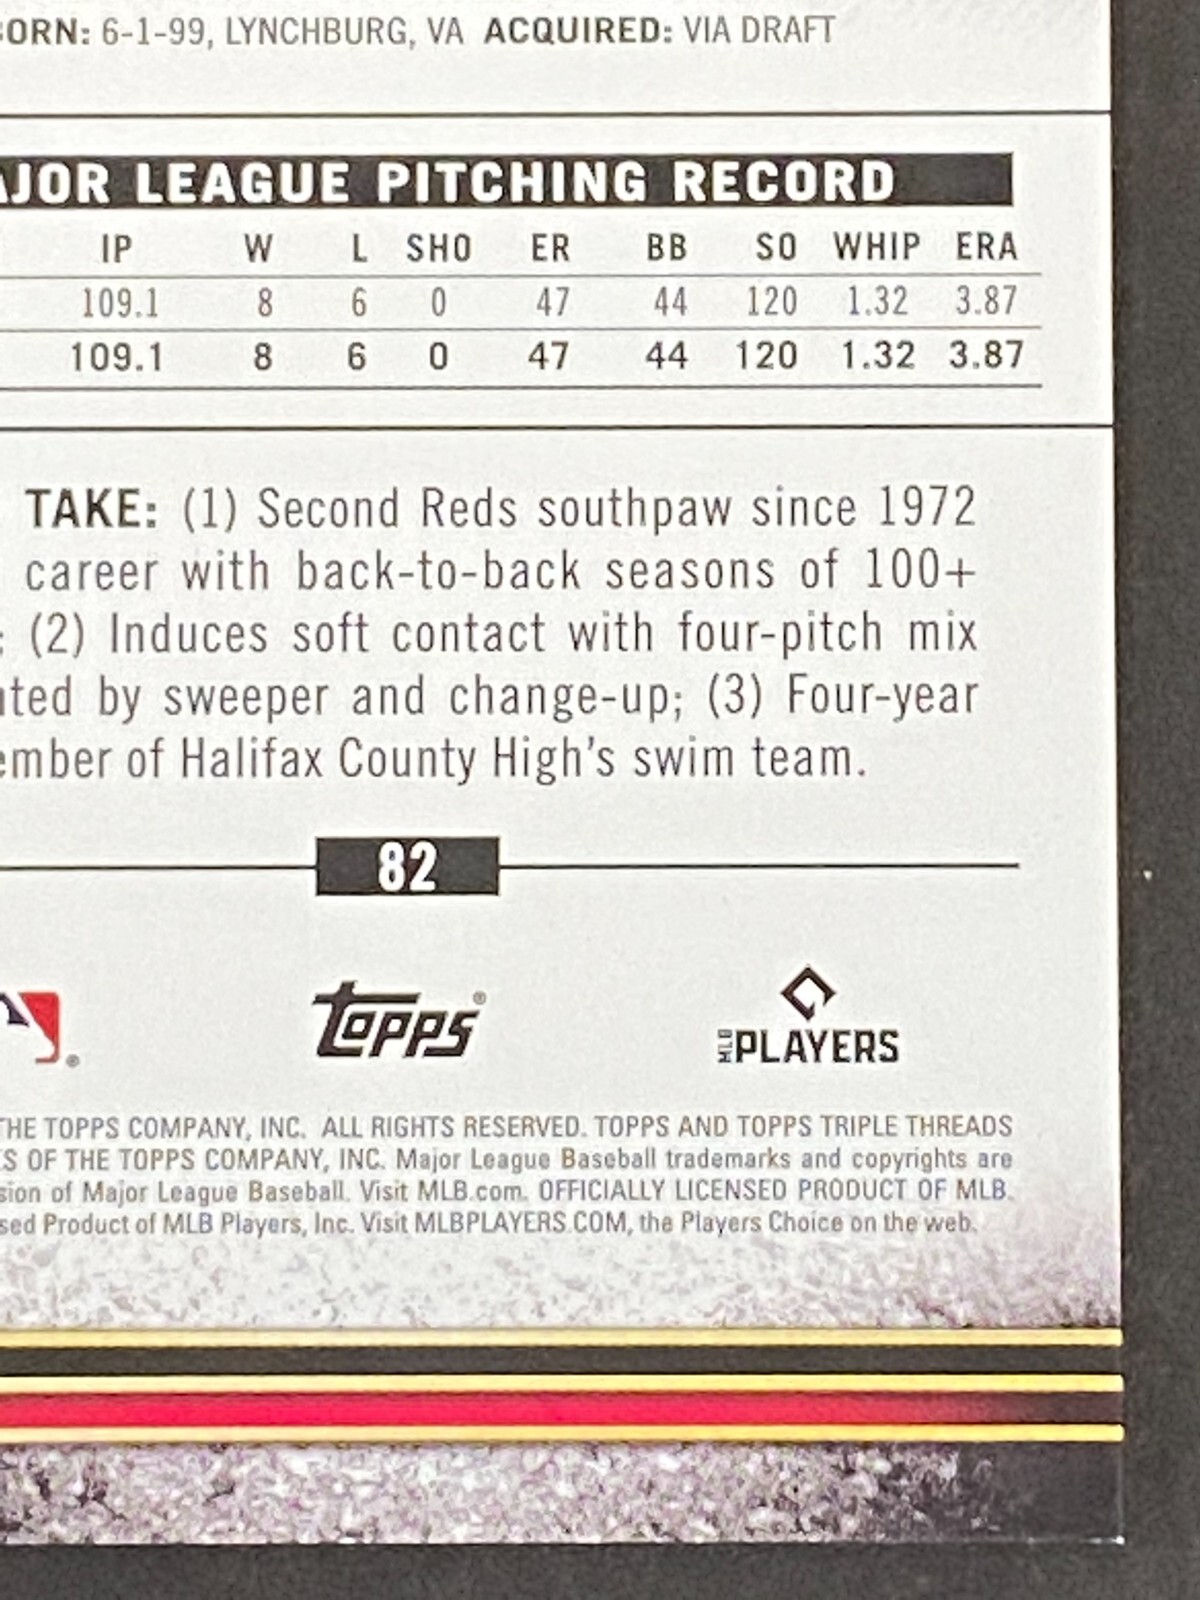 ORN: 6-1-99, LYNCHBURG, VA ACQUIRED: VIA DRAFT
AJOR LEAGUE PITCHING RECORD
IP W L SHO ER BB SO WHIP ERA
109.1 8 6 0 47 44 120 1.32 3.87
109.1 8 6 0 47 44 120 1.32 3.87
TAKE: (1) Second Reds southpaw since 1972
career with back-to-back seasons of 100+
; (2) Induces soft contact with four-pitch mix
ated by sweeper and change-up; (3) Four-year
ember of Halifax County High's swim team.
82
® Topps® MLB PLAYERS
THE TOPPS COMPANY, INC. ALL RIGHTS RESERVED. TOPPS AND TOPPS TRIPLE THREADS
S OF THE TOPPS COMPANY, INC. Major League Baseball trademarks and copyrights are
sion of Major League Baseball. Visit MLB.com. OFFICIALLY LICENSED PRODUCT OF MLB.
sed Product of MLB Players, Inc. Visit MLBPLAYERS.COM, the Players Choice on the web.